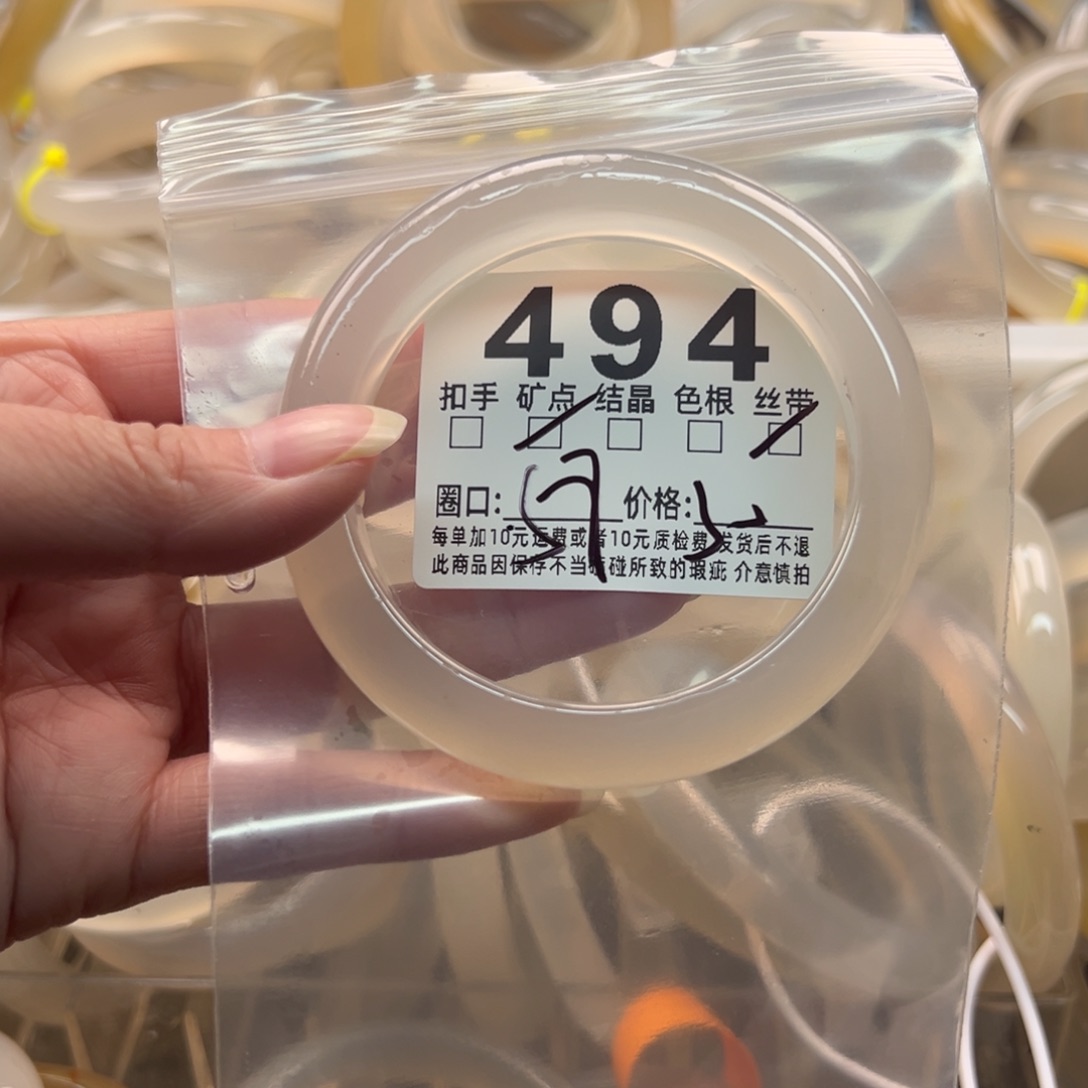 494
扣手 矿点 结晶 色根 丝带
圈口: 59 价格: 50
每单加10元运费或者10元质检费 发货后不退
此商品因保存不当磕碰所致的瑕疵 介意慎拍